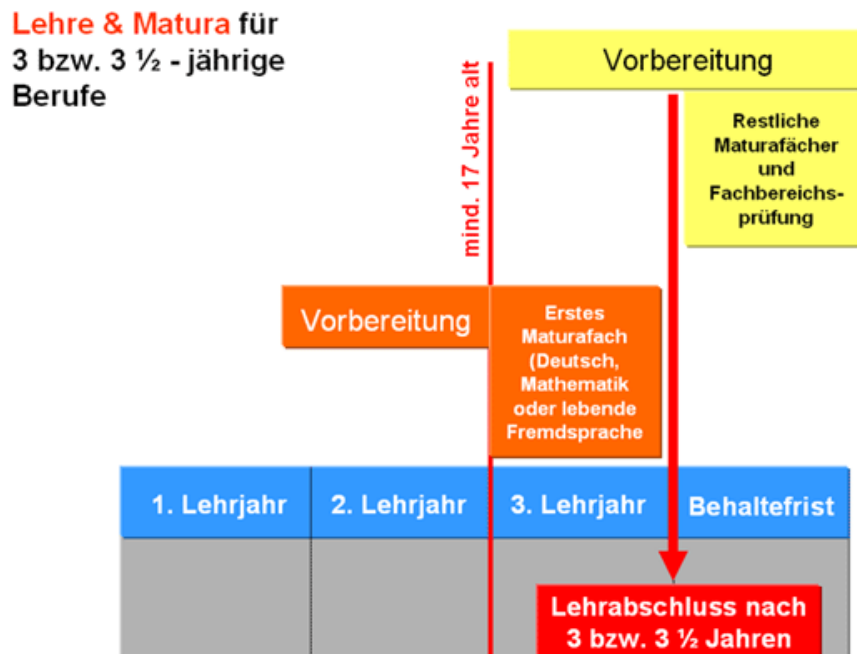 Lehre & Matura für
3 bzw. 3 ½ - jährige
Berufe
mind. 17 Jahre alt
Vorbereitung
Restliche
Maturafächer
und
Fachbereichs-
prüfung
Vorbereitung
Erstes
Maturafach
(Deutsch,
Mathematik
oder lebende
Fremdsprache
1. Lehrjahr
2. Lehrjahr
3. Lehrjahr
Behaltefrist
Lehrabschluss nach
3 bzw. 3 ½ Jahren